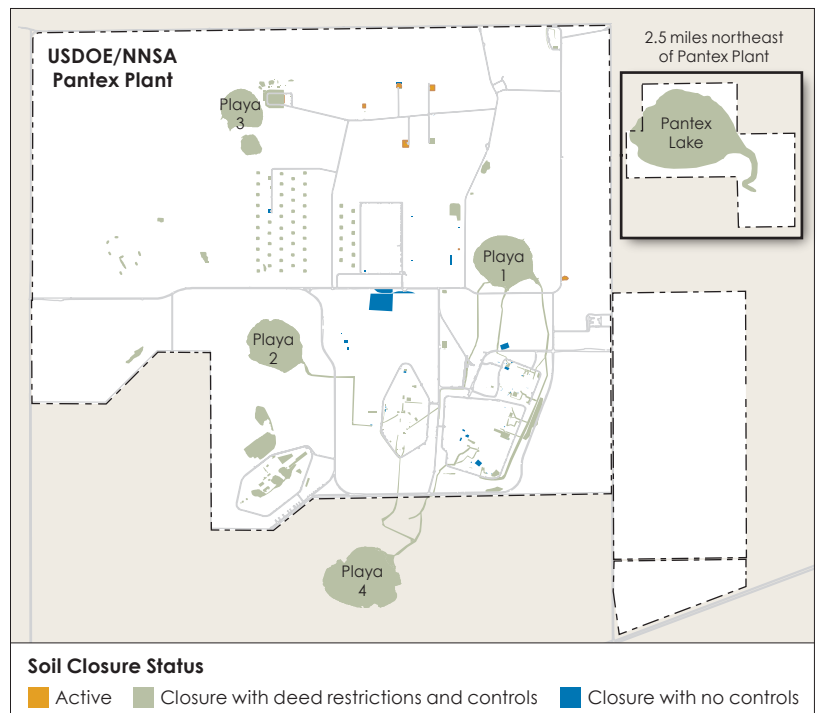 USDOE/NNSA
Pantex Plant
2.5 miles northeast
of Pantex Plant
Pantex
Lake
Playa
3
Playa
1
Playa
2
Playa
4
Soil Closure Status
Active
Closure with deed restrictions and controls
Closure with no controls